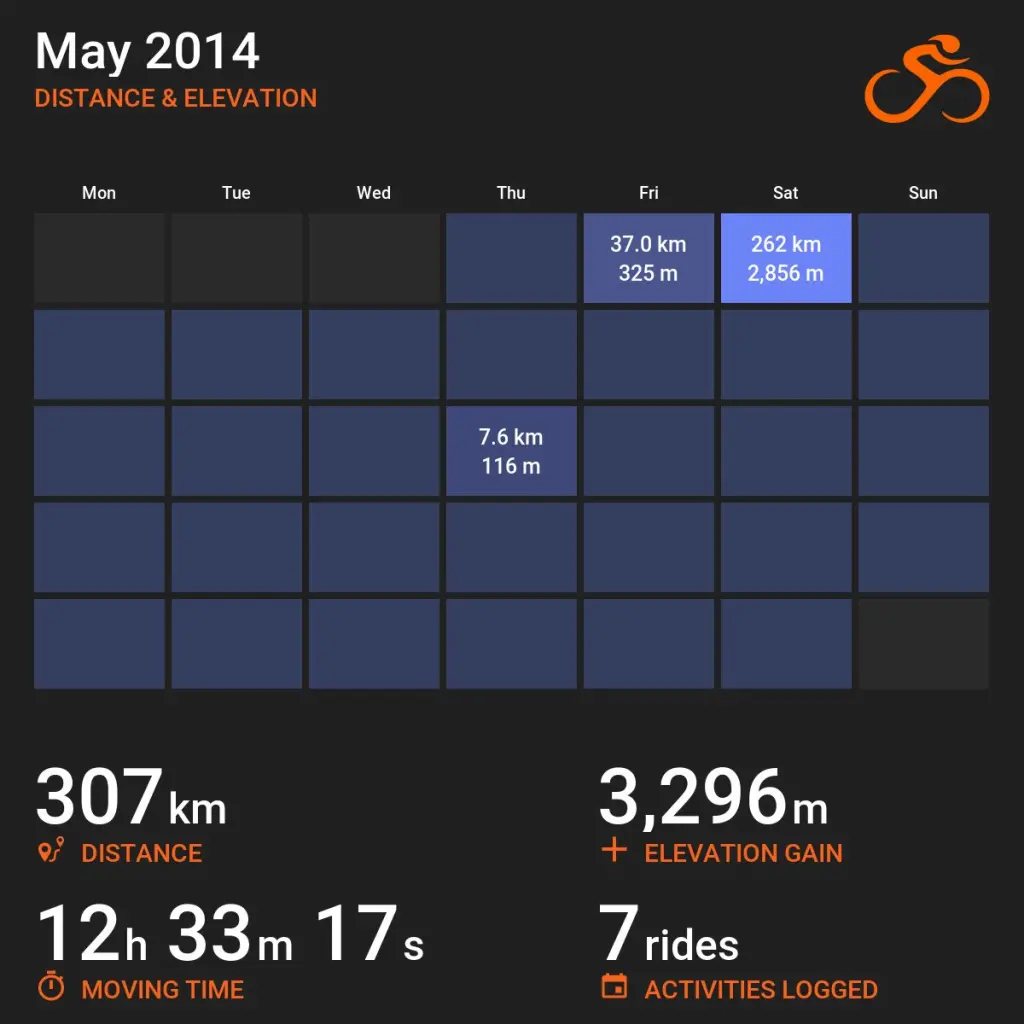 May 2014
DISTANCE & ELEVATION
Mon Tue Wed Thu Fri Sat Sun
37.0 km 262 km
325 m 2,856 m
7.6 km
116 m
307 km 3,296 m
DISTANCE ELEVATION GAIN
12h 33m 17s 7 rides
MOVING TIME ACTIVITIES LOGGED